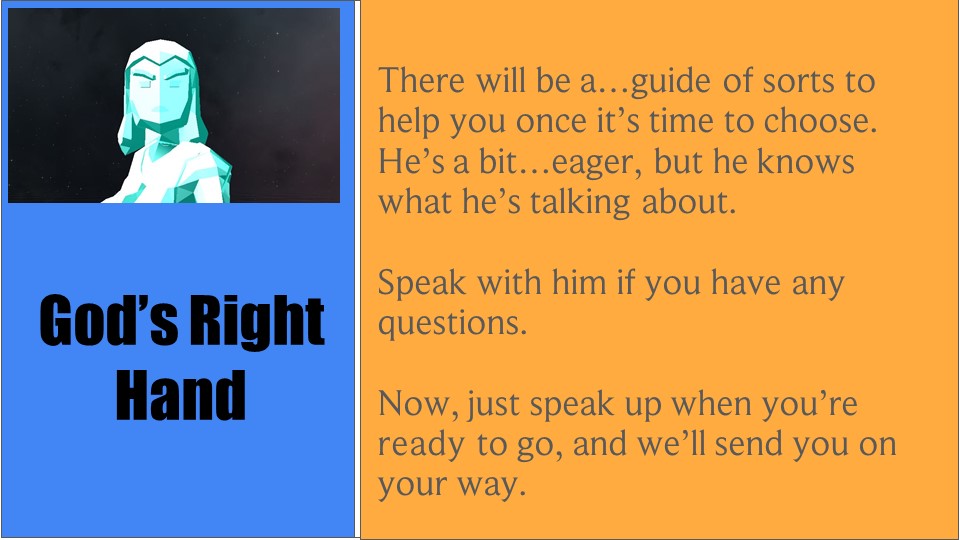 God’s Right
Hand
There will be a…guide of sorts to
help you once it’s time to choose.
He’s a bit…eager, but he knows
what he’s talking about.
Speak with him if you have any
questions.
Now, just speak up when you’re
ready to go, and we’ll send you on
your way.